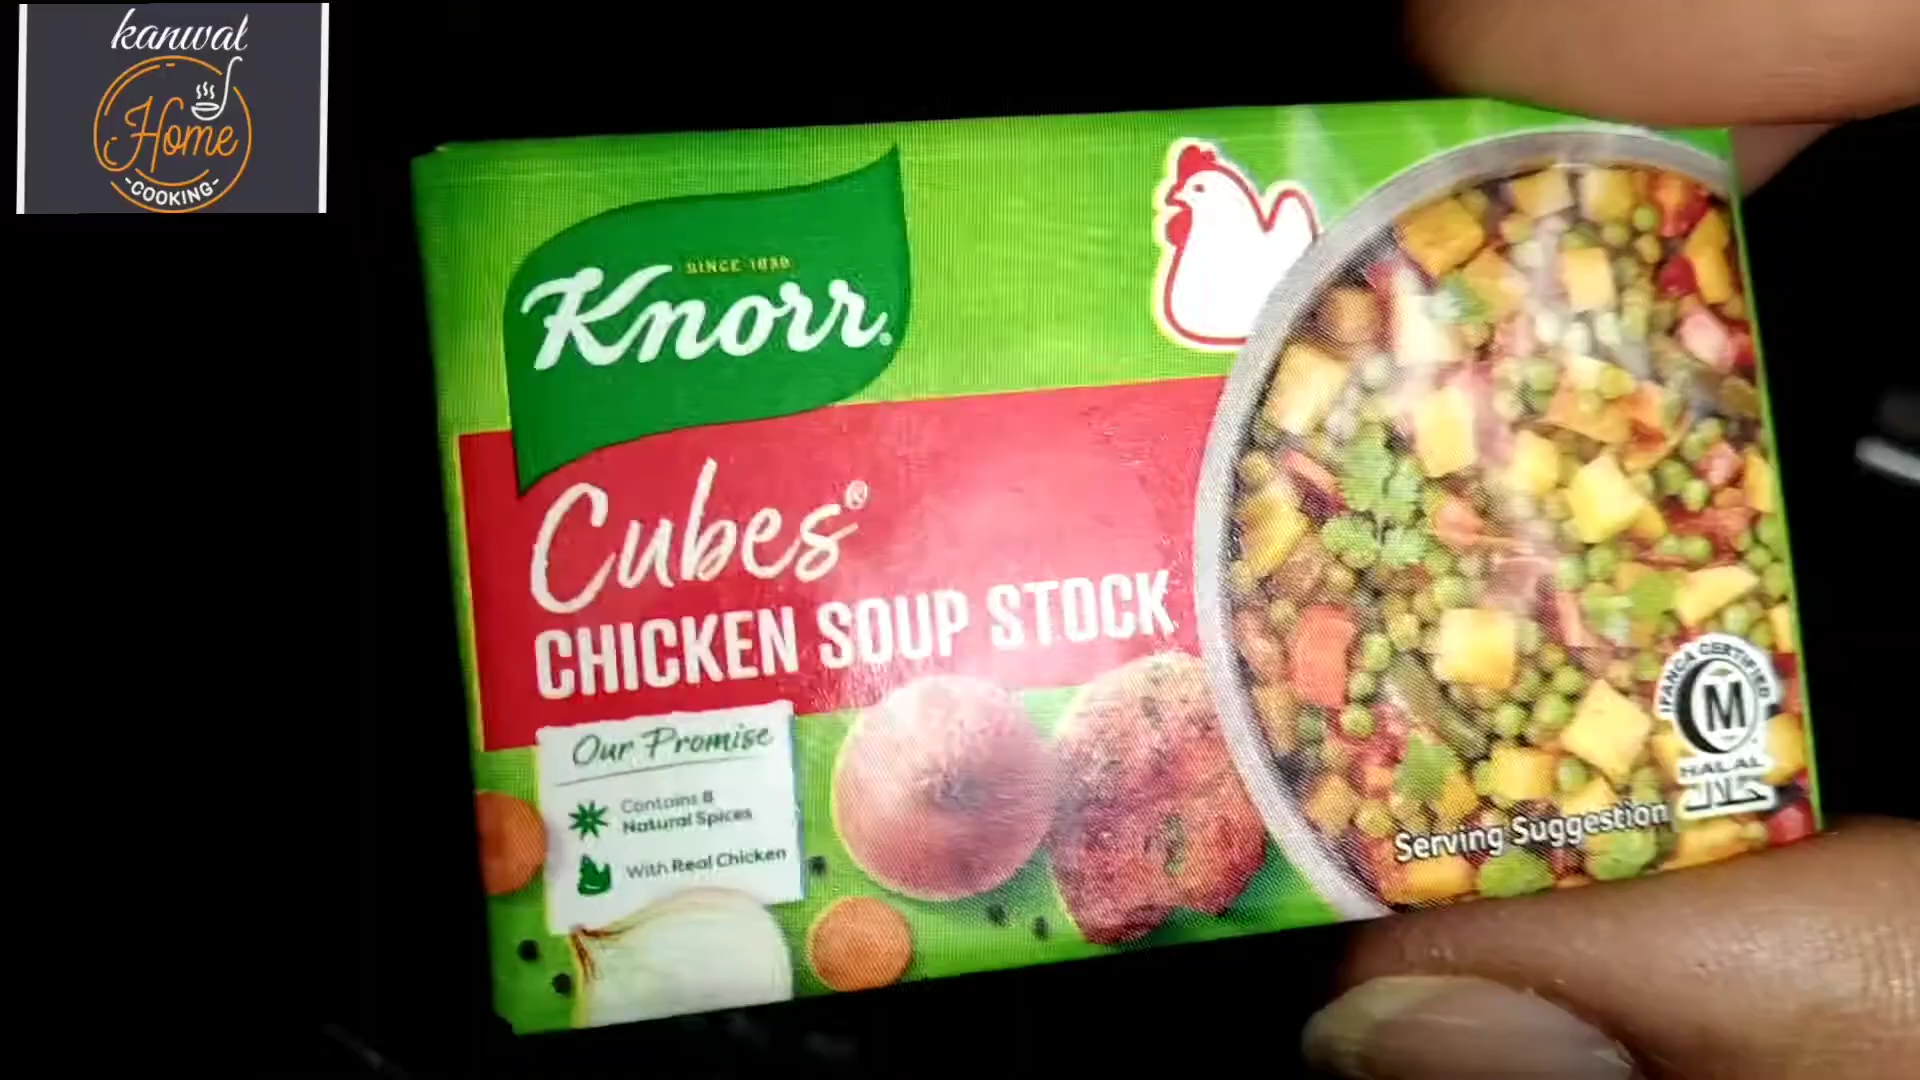 kanwal
Home
-COOKING-
SINCE 1838
Knorr®
Cubes®
CHICKEN SOUP STOCK
Our Promise
Contains 8
Natural Spices
With Real Chicken
Serving Suggestion
IFANCA CERTIFIED
M
HALAL